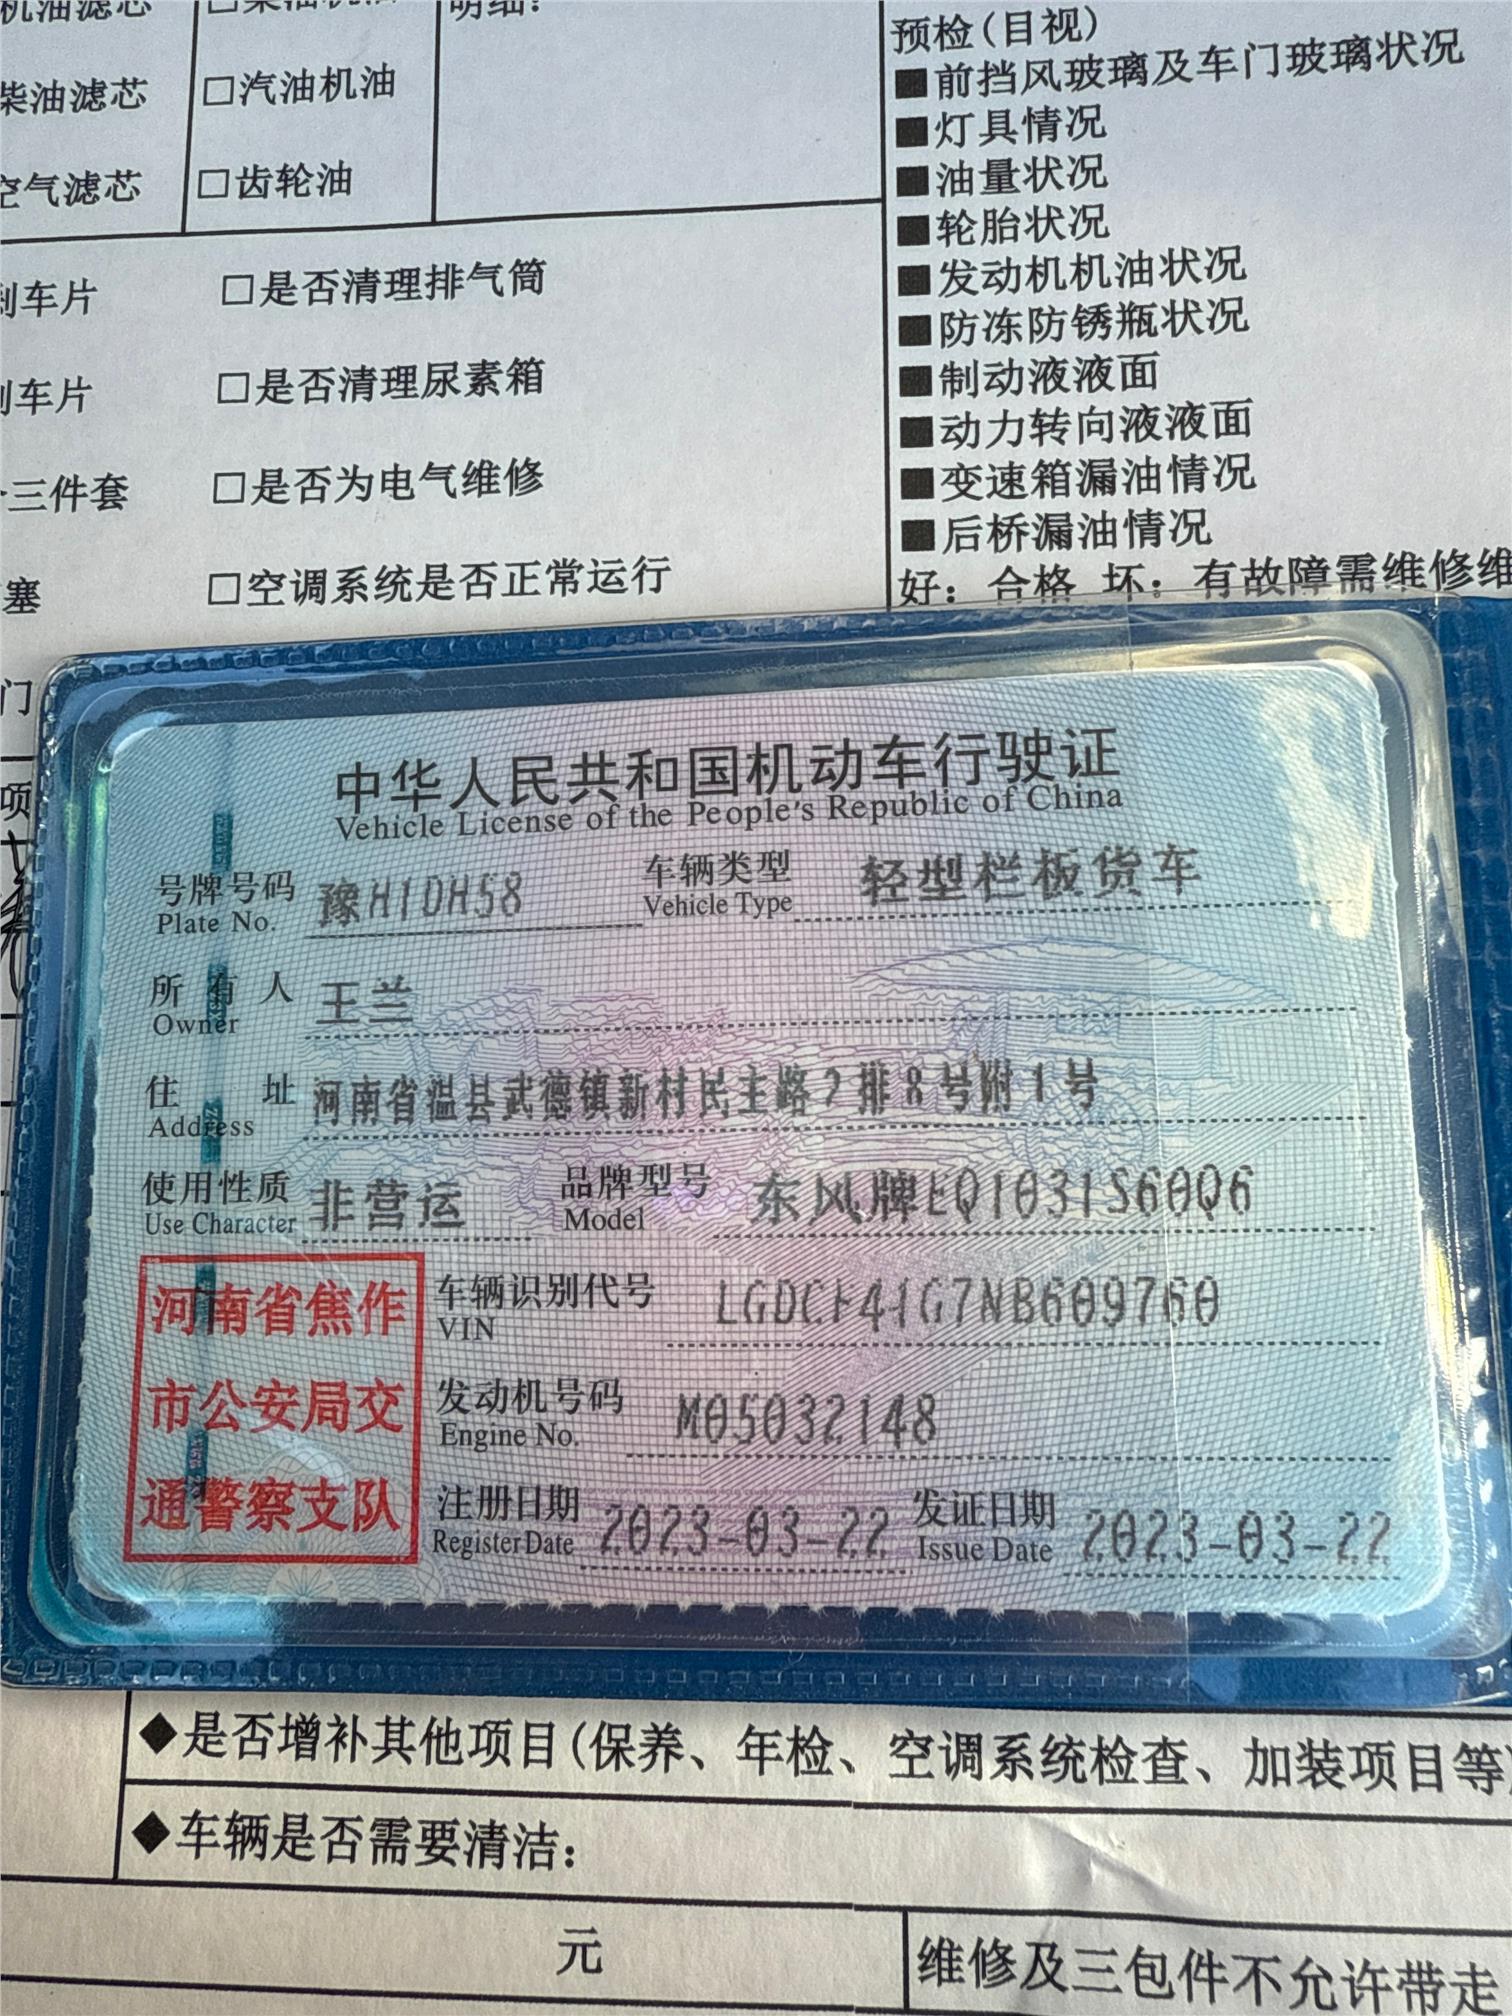 机油滤芯 □柴油机油 明细：
柴油滤芯 □汽油机油
空气滤芯 □齿轮油
预检(目视)
■前挡风玻璃及车门玻璃状况
■灯具情况
■油量状况
■轮胎状况
■发动机机油状况
■防冻防锈瓶状况
■制动液液面
■动力转向液液面
■变速箱漏油情况
■后桥漏油情况
好：合格 坏：有故障需维修维
刹车片 □是否清理排气筒
刹车片 □是否清理尿素箱
三件套 □是否为电气维修
塞 □空调系统是否正常运行
门
项
中华人民共和国机动车行驶证
Vehicle License of the People's Republic of China
号牌号码 豫H10H58 车辆类型 轻型栏板货车
Plate No. Vehicle Type
所有人 王兰
Owner
住址 河南省温县武德镇新村民主路2排8号附1号
Address
使用性质 非营运 品牌型号 东风牌EQ1031S60Q6
Use Character Model
河南省焦作
市公安局交
通警察支队
车辆识别代号 LGDCH41G7NB609760
VIN
发动机号码 M05032148
Engine No.
注册日期 2023-03-22 发证日期 2023-03-22
Register Date Issue Date
◆是否增补其他项目(保养、年检、空调系统检查、加装项目等)
◆车辆是否需要清洁：
元 维修及三包件不允许带走